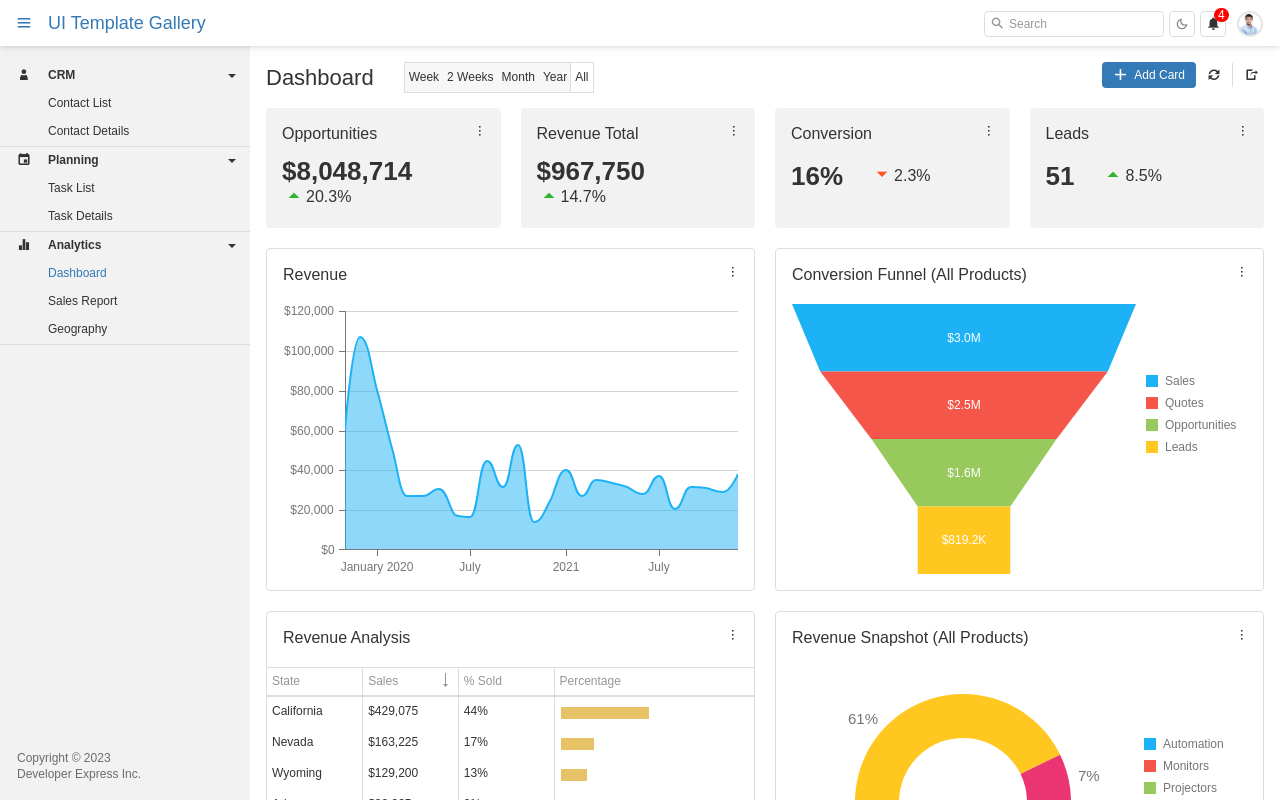 UI Template Gallery
Search
4
CRM
Contact List
Contact Details
Planning
Task List
Task Details
Analytics
Dashboard
Sales Report
Geography
Copyright © 2023
Developer Express Inc.
Dashboard
Week 2 Weeks Month Year All
Add Card
Opportunities
$8,048,714
20.3%
Revenue Total
$967,750
14.7%
Conversion
16% 2.3%
Leads
51 8.5%
Revenue
$120,000
$100,000
$80,000
$60,000
$40,000
$20,000
$0
January 2020 July 2021 July
Conversion Funnel (All Products)
$3.0M
$2.5M
$1.6M
$819.2K
Sales
Quotes
Opportunities
Leads
Revenue Analysis
State Sales % Sold Percentage
California $429,075 44%
Nevada $163,225 17%
Wyoming $129,200 13%
Revenue Snapshot (All Products)
61%
7%
Automation
Monitors
Projectors